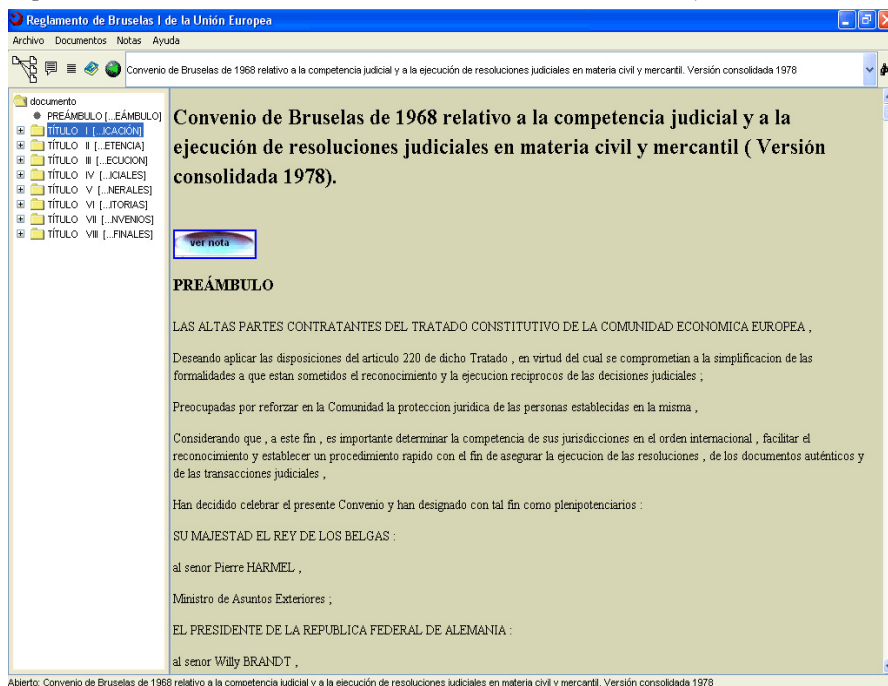 Reglamento de Bruselas I de la Unión Europea
Archivo Documentos Notas Ayuda
Convenio de Bruselas de 1968 relativo a la competencia judicial y a la ejecución de resoluciones judiciales en materia civil y mercantil. Versión consolidada 1978
documento
PREÁMBULO [...EÁMBULO]
TÍTULO I [...ICACIÓN]
TÍTULO II [...ETENCIA]
TÍTULO III [...ECUCION]
TÍTULO IV [...ICIALES]
TÍTULO V [...NERALES]
TÍTULO VI [...ITORIAS]
TÍTULO VII [...NVENIOS]
TÍTULO VIII [...FINALES]
Convenio de Bruselas de 1968 relativo a la competencia judicial y a la
ejecución de resoluciones judiciales en materia civil y mercantil ( Versión
consolidada 1978).
ver nota
PREÁMBULO
LAS ALTAS PARTES CONTRATANTES DEL TRATADO CONSTITUTIVO DE LA COMUNIDAD ECONOMICA EUROPEA ,
Deseando aplicar las disposiciones del articulo 220 de dicho Tratado , en virtud del cual se comprometian a la simplificacion de las
formalidades a que estan sometidos el reconocimiento y la ejecucion reciprocos de las decisiones judiciales ;
Preocupadas por reforzar en la Comunidad la proteccion juridica de las personas establecidas en la misma ,
Considerando que , a este fin , es importante determinar la competencia de sus jurisdicciones en el orden internacional , facilitar el
reconocimiento y establecer un procedimiento rapido con el fin de asegurar la ejecucion de las resoluciones , de los documentos auténticos y
de las transacciones judiciales ,
Han decidido celebrar el presente Convenio y han designado con tal fin como plenipotenciarios :
SU MAJESTAD EL REY DE LOS BELGAS :
al senor Pierre HARMEL ,
Ministro de Asuntos Exteriores ;
EL PRESIDENTE DE LA REPUBLICA FEDERAL DE ALEMANIA :
al senor Willy BRANDT ,
Abierto: Convenio de Bruselas de 1968 relativo a la competencia judicial y a la ejecución de resoluciones judiciales en materia civil y mercantil. Versión consolidada 1978